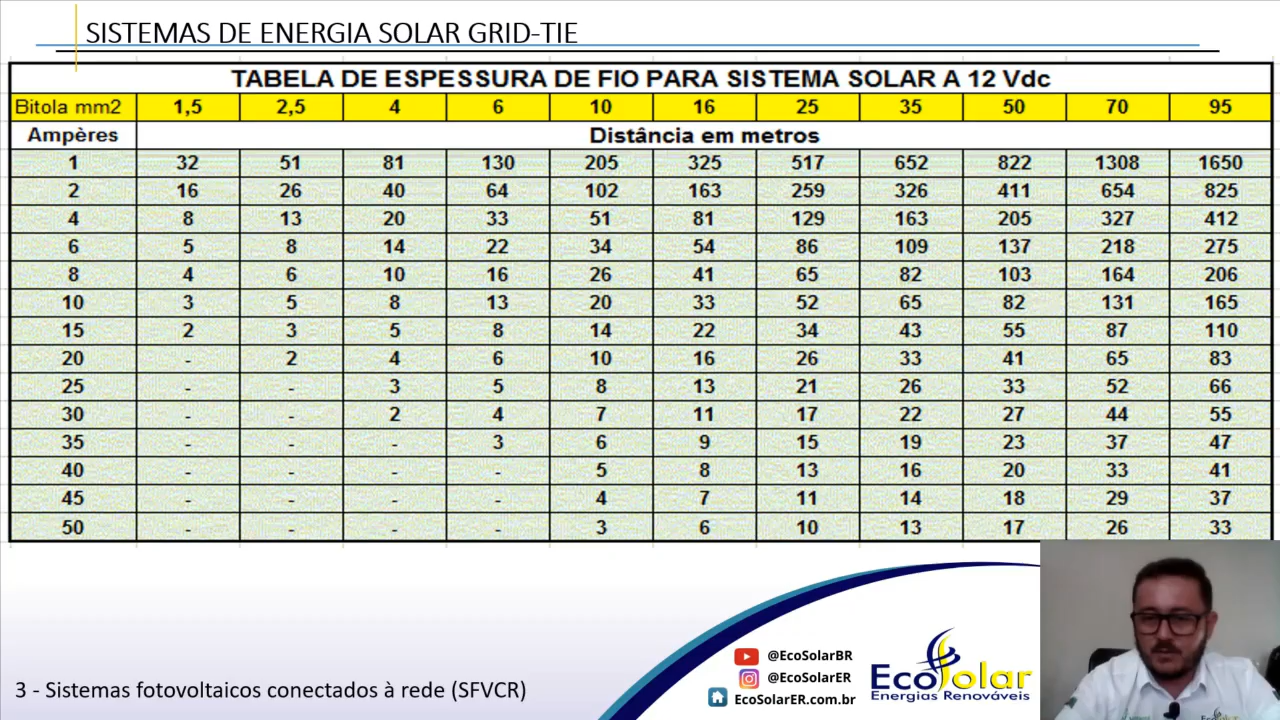 SISTEMAS DE ENERGIA SOLAR GRID-TIE
TABELA DE ESPESSURA DE FIO PARA SISTEMA SOLAR A 12 Vdc
Bitola mm2 1,5 2,5 4 6 10 16 25 35 50 70 95
Ampères Distância em metros
1 32 51 81 130 205 325 517 652 822 1308 1650
2 16 26 40 64 102 163 259 326 411 654 825
4 8 13 20 33 51 81 129 163 205 327 412
6 5 8 14 22 34 54 86 109 137 218 275
8 4 6 10 16 26 41 65 82 103 164 206
10 3 5 8 13 20 33 52 65 82 131 165
15 2 3 5 8 14 22 34 43 55 87 110
20 - 2 4 6 10 16 26 33 41 65 83
25 - - 3 5 8 13 21 26 33 52 66
30 - - 2 4 7 11 17 22 27 44 55
35 - - - 3 6 9 15 19 23 37 47
40 - - - - 5 8 13 16 20 33 41
45 - - - - 4 7 11 14 18 29 37
50 - - - - 3 6 10 13 17 26 33
@EcoSolarBR
@EcoSolarER
EcoSolarER.com.br
EcoSolar
Energias Renováveis
3 - Sistemas fotovoltaicos conectados à rede (SFVCR)